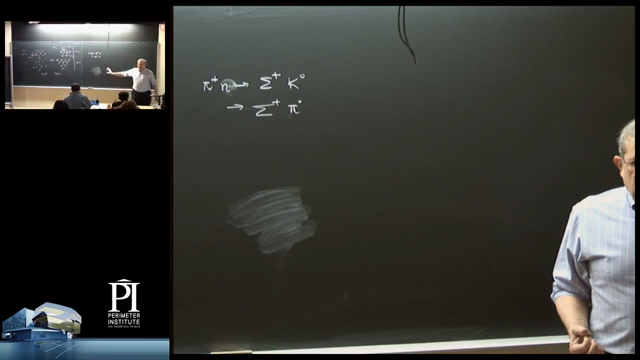 π⁺ n → Σ⁺ K⁰
→ Σ⁺ π⁰
PI
PERIMETER
INSTITUTE
FOR THEORETICAL PHYSICS